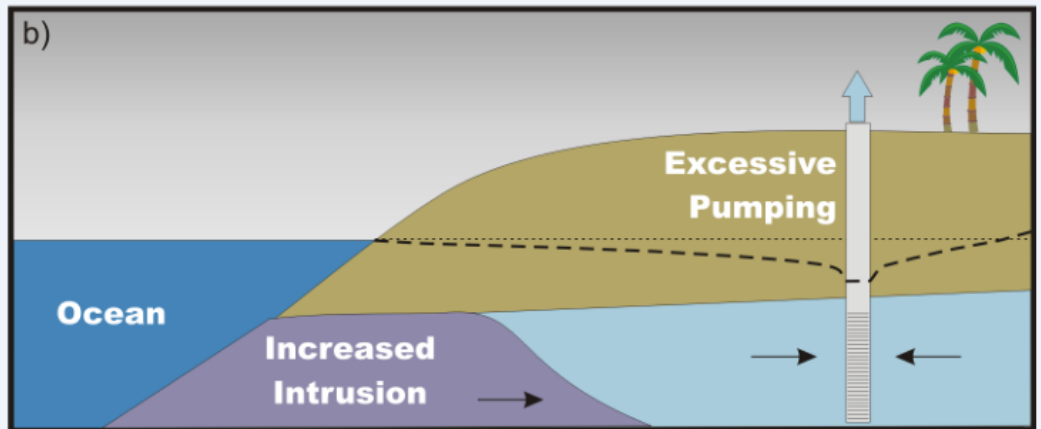 b)
Excessive
Pumping
Ocean
Increased
Intrusion